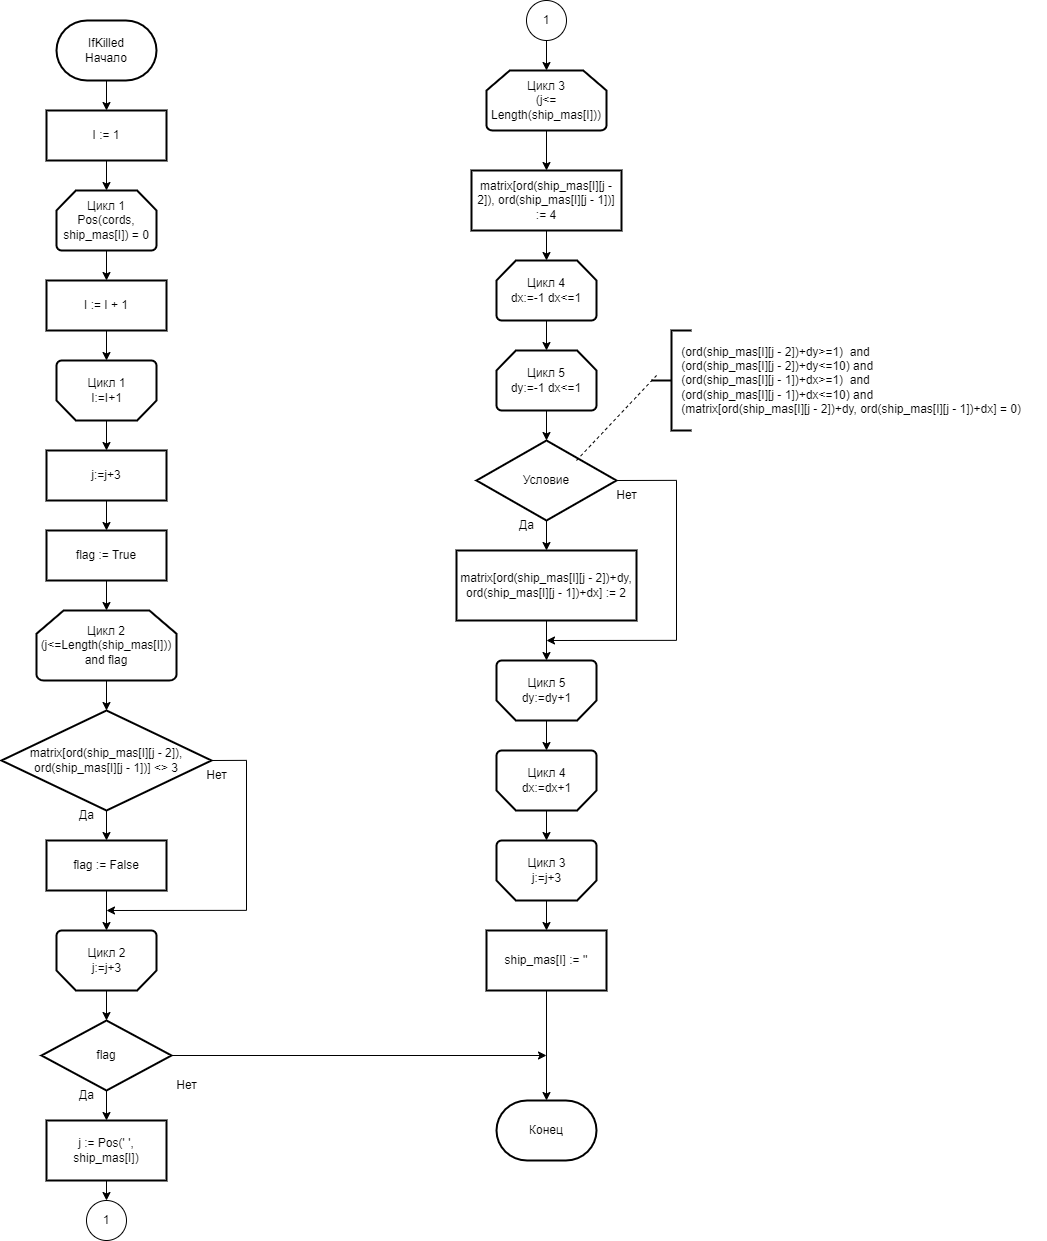 IfKilled
Начало
I := 1
Цикл 1
Pos(cords,
ship_mas[I]) = 0
I := I + 1
Цикл 1
I:=I+1
j:=j+3
flag := True
Цикл 2
(j<=Length(ship_mas[I]))
and flag
matrix[ord(ship_mas[I][j - 2]),
ord(ship_mas[I][j - 1])] <> 3
Нет
Да
flag := False
Цикл 2
j:=j+3
flag
Нет
Да
j := Pos(' ',
ship_mas[I])
1
1
Цикл 3
(j<=
Length(ship_mas[I]))
matrix[ord(ship_mas[I][j -
2]), ord(ship_mas[I][j - 1])]
:= 4
Цикл 4
dx:=-1 dx<=1
Цикл 5
dy:=-1 dx<=1
(ord(ship_mas[I][j - 2])+dy>=1)  and
(ord(ship_mas[I][j - 2])+dy<=10) and
(ord(ship_mas[I][j - 1])+dx>=1)  and
(ord(ship_mas[I][j - 1])+dx<=10) and
(matrix[ord(ship_mas[I][j - 2])+dy, ord(ship_mas[I][j - 1])+dx] = 0)
Условие
Нет
Да
matrix[ord(ship_mas[I][j - 2])+dy,
ord(ship_mas[I][j - 1])+dx] := 2
Цикл 5
dy:=dy+1
Цикл 4
dx:=dx+1
Цикл 3
j:=j+3
ship_mas[I] := ''
Конец